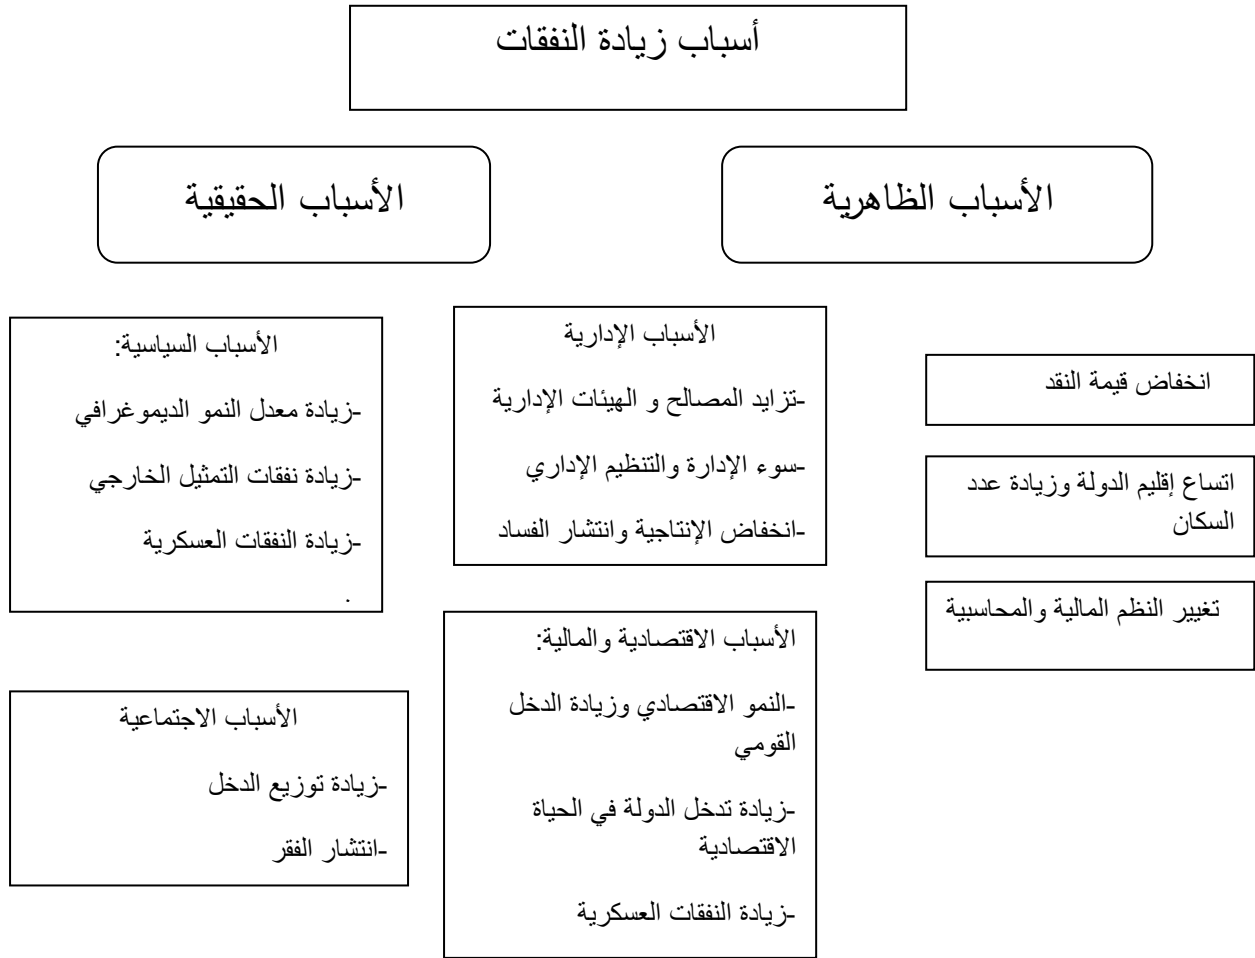 أسباب زيادة النفقات
الأسباب الظاهرية
الأسباب الحقيقية
انخفاض قيمة النقد
اتساع إقليم الدولة وزيادة عدد
السكان
تغيير النظم المالية والمحاسبية
الأسباب الإدارية
-تزايد المصالح و الهيئات الإدارية
-سوء الإدارة والتنظيم الإداري
-انخفاض الإنتاجية وانتشار الفساد
الأسباب السياسية:
-زيادة معدل النمو الديموغرافي
-زيادة نفقات التمثيل الخارجي
-زيادة النفقات العسكرية
.
الأسباب الاقتصادية والمالية:
-النمو الاقتصادي وزيادة الدخل
القومي
-زيادة تدخل الدولة في الحياة
الاقتصادية
-زيادة النفقات العسكرية
الأسباب الاجتماعية
-زيادة توزيع الدخل
-انتشار الفقر